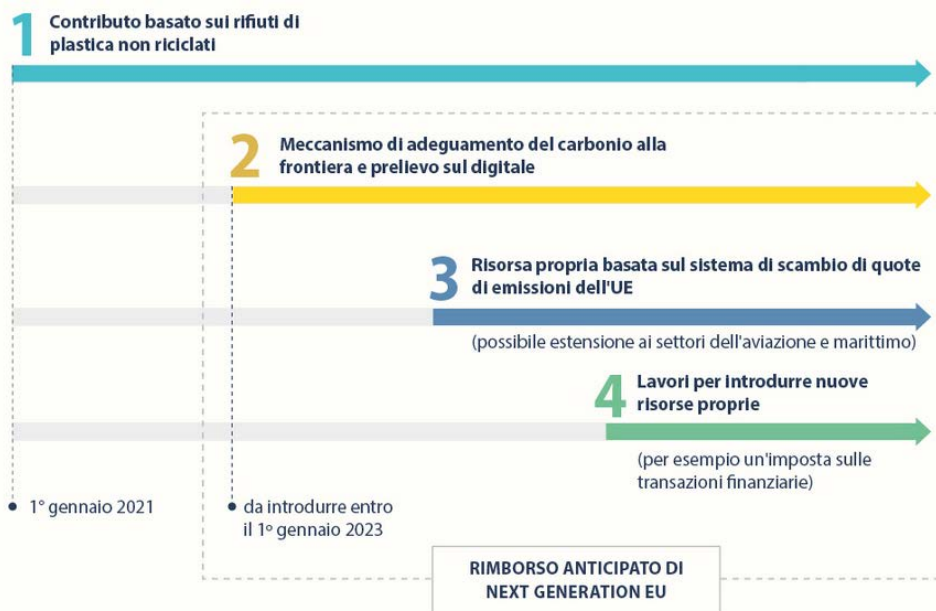 1
Contributo basato sui rifiuti di
plastica non riciclati
2
Meccanismo di adeguamento del carbonio alla
frontiera e prelievo sul digitale
3
Risorsa propria basata sul sistema di scambio di quote
di emissioni dell'UE
(possibile estensione ai settori dell'aviazione e marittimo)
4
Lavori per introdurre nuove
risorse proprie
(per esempio un'imposta sulle
transazioni finanziarie)
1° gennaio 2021
da introdurre entro
il 1º gennaio 2023
RIMBORSO ANTICIPATO DI
NEXT GENERATION EU